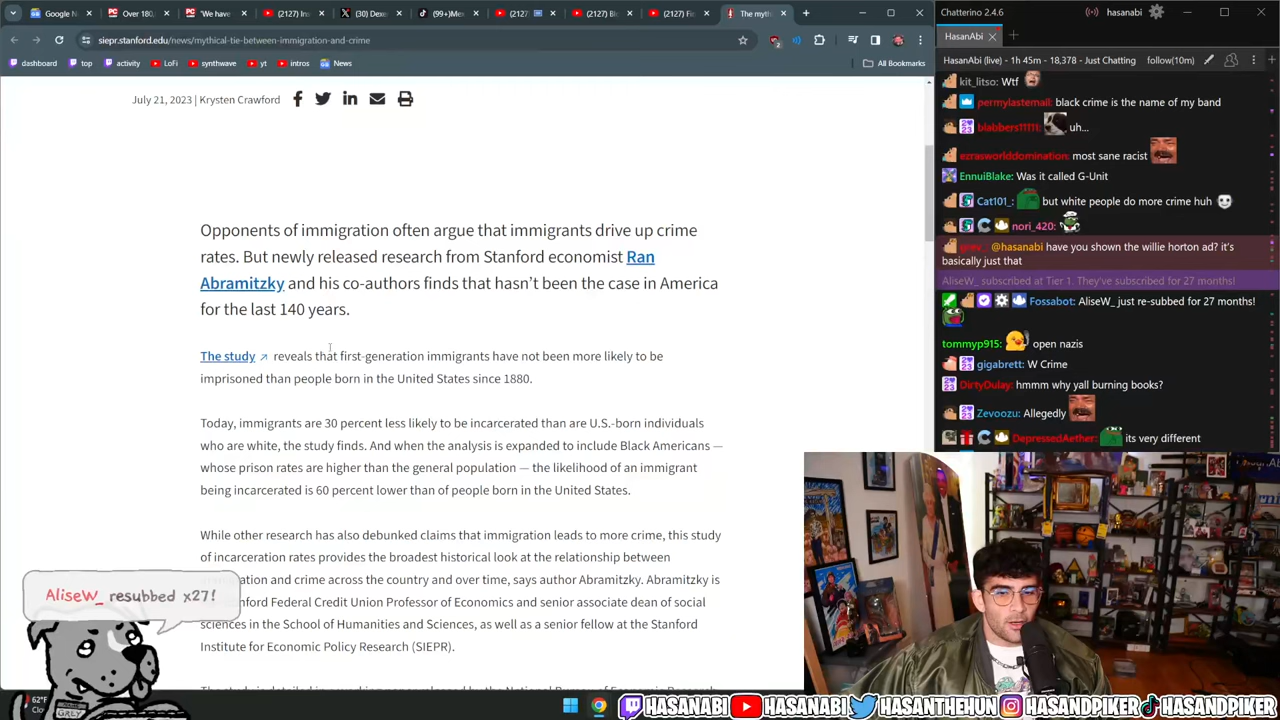 Google N
Over 180,
"We have
(2127) In
(30) Dexe
(99+)Mes
(2127)
(2127) Bl
(2127) Fi
The myth
siepr.stanford.edu/news/mythical-tie-between-immigration-and-crime
dashboard
top
activity
LoFi
synthwave
yt
intros
News
All Bookmarks
July 21, 2023 | Krysten Crawford
Opponents of immigration often argue that immigrants drive up crime
rates. But newly released research from Stanford economist Ran
Abramitzky and his co-authors finds that hasn't been the case in America
for the last 140 years.
The study reveals that first-generation immigrants have not been more likely to be
imprisoned than people born in the United States since 1880.
Today, immigrants are 30 percent less likely to be incarcerated than are U.S.-born individuals
who are white, the study finds. And when the analysis is expanded to include Black Americans —
whose prison rates are higher than the general population — the likelihood of an immigrant
being incarcerated is 60 percent lower than of people born in the United States.
While other research has also debunked claims that immigration leads to more crime, this study
of incarceration rates provides the broadest historical look at the relationship between
and crime across the country and over time, says author Abramitzky. Abramitzky is
Federal Credit Union Professor of Economics and senior associate dean of social
sciences in the School of Humanities and Sciences, as well as a senior fellow at the Stanford
Institute for Economic Policy Research (SIEPR).
AliseW_ resubbed x27!
GREY
62°F
Chatterino 2.4.6
hasanabi
HasanAbi
HasanAbi (live) - 1h 45m - 18,378 - Just Chatting
follow(10m)
kit_litso: Wtf
permylastemail: black crime is the name of my band
blabbers11111: uh...
ezrasworlddomination: most sane racist
EnnuiBlake: Was it called G-Unit
Cat101_: but white people do more crime huh
nori_420:
@hasanabi have you shown the willie horton ad? it's
basically just that
AliseW_ subscribed at Tier 1. They've subscribed for 27 months!
Fossabot: AliseW_ just re-subbed for 27 months!
tommyp915: open nazis
gigabrett: W Crime
DirtyDulay: hmmm why yall burning books?
Zevoozu: Allegedly
DepressedAether: its very different
HASANABI
HASANABI
HASANTHEHUN
HASANDPIKER
HASANDPIKER